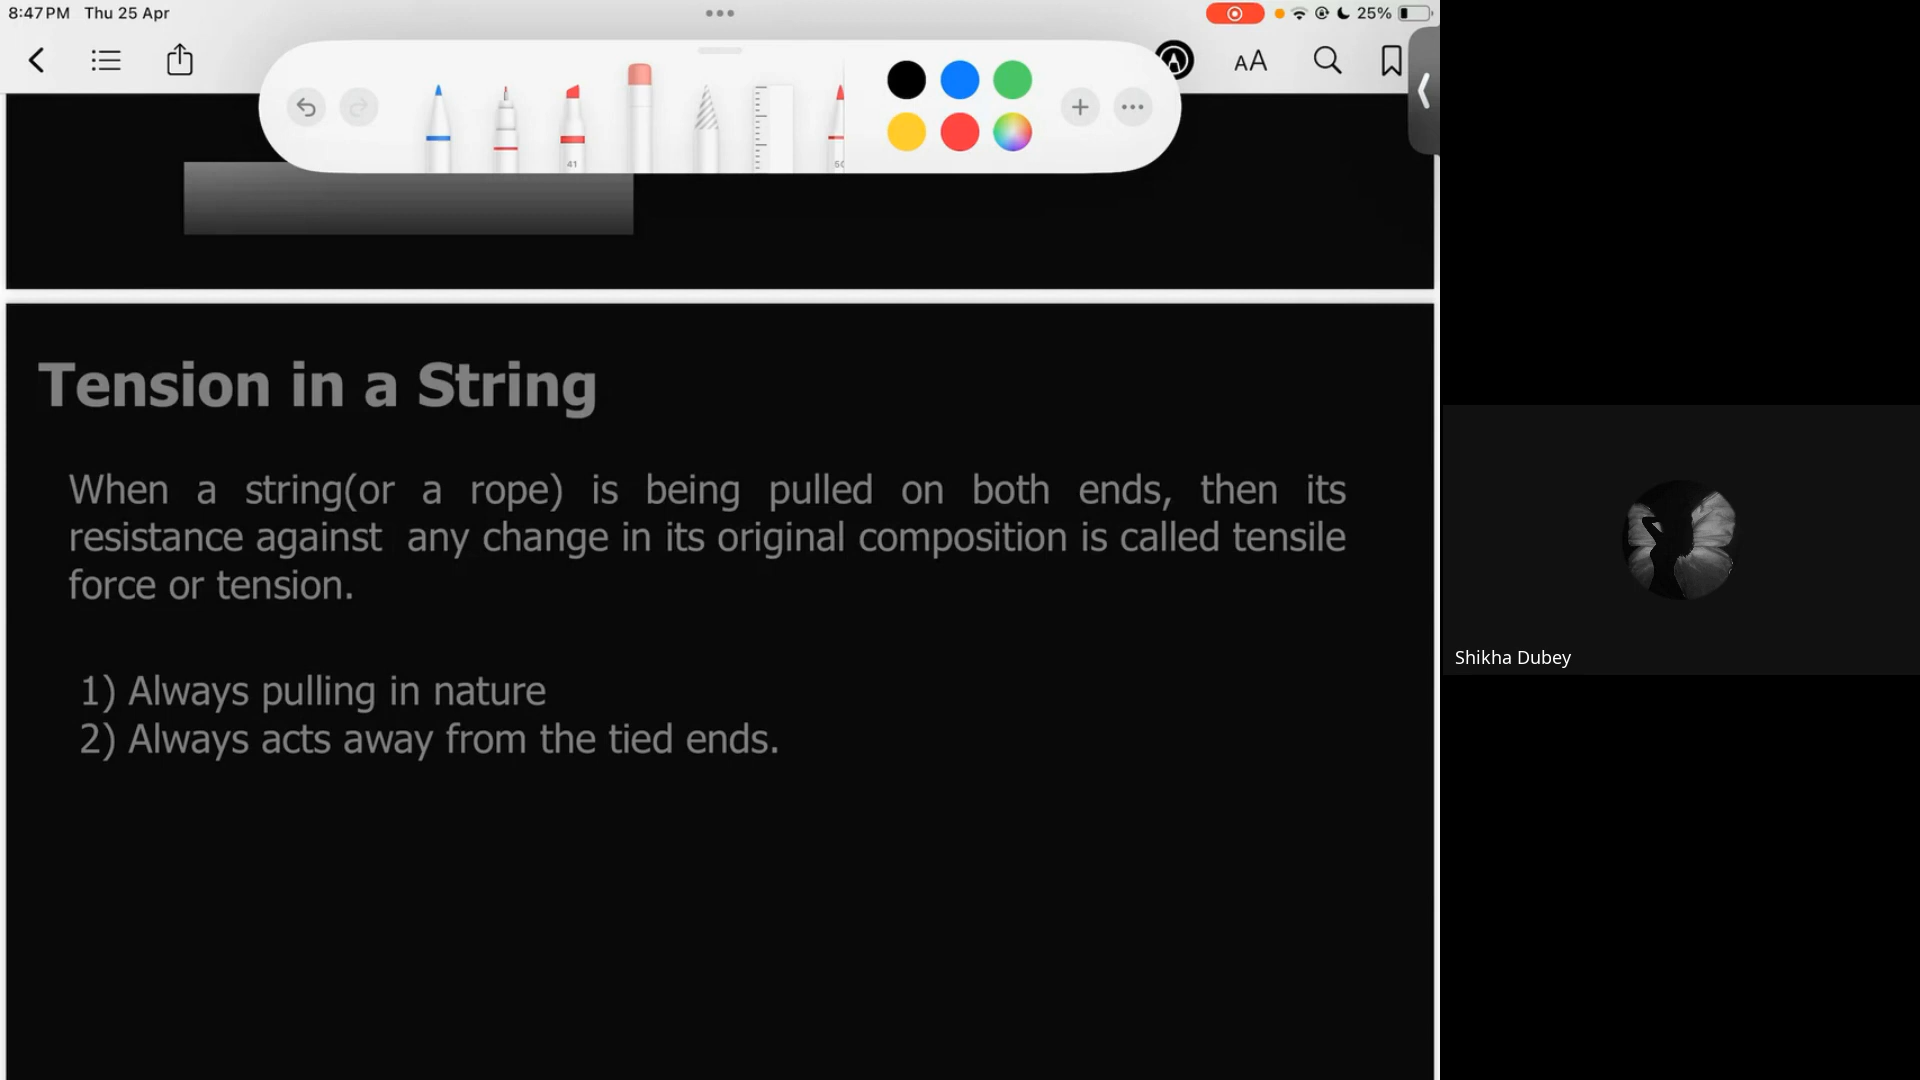 8:47 PM Thu 25 Apr
25%
AA
41
50
Tension in a String
When a string(or a rope) is being pulled on both ends, then its
resistance against any change in its original composition is called tensile
force or tension.
1) Always pulling in nature
2) Always acts away from the tied ends.
Shikha Dubey